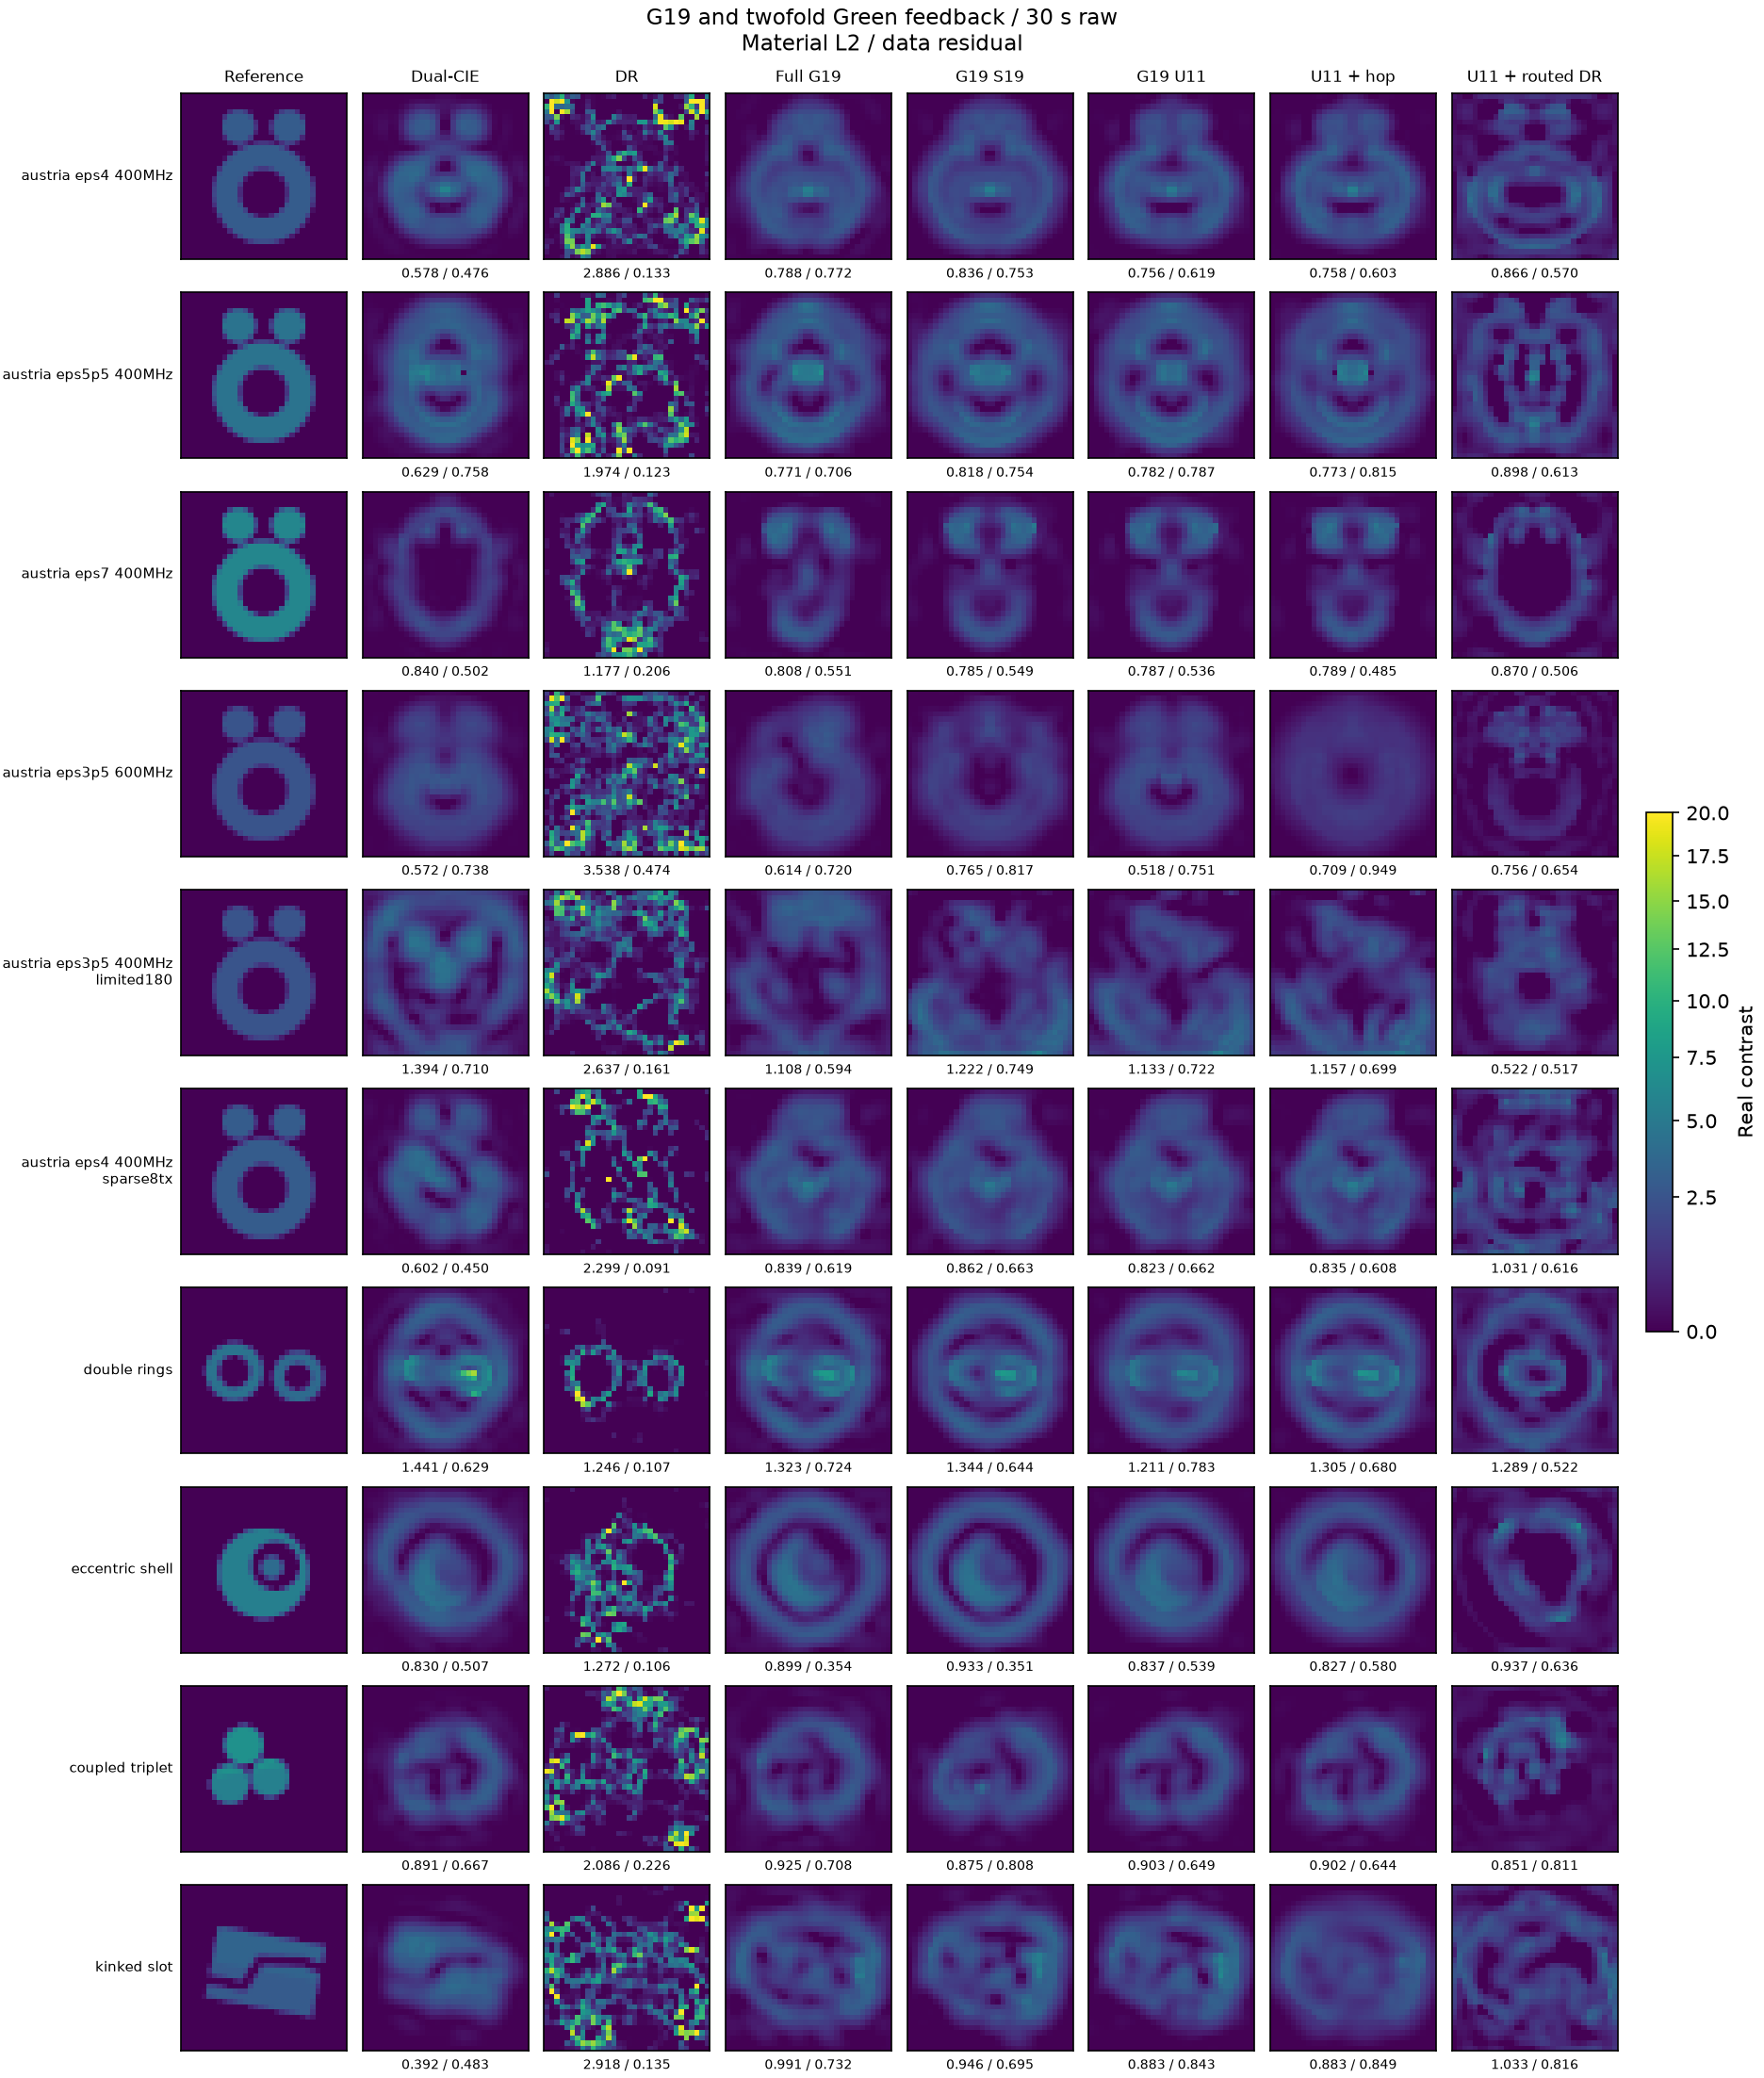 G19 and twofold Green feedback / 30 s raw
Material L2 / data residual
Reference Dual-CIE DR Full G19 G19 S19 G19 U11 U11 + hop U11 + routed DR
austria eps4 400MHz
0.578 / 0.476 2.886 / 0.133 0.788 / 0.772 0.836 / 0.753 0.756 / 0.619 0.758 / 0.603 0.866 / 0.570
austria eps5p5 400MHz
0.629 / 0.758 1.974 / 0.123 0.771 / 0.706 0.818 / 0.754 0.782 / 0.787 0.773 / 0.815 0.898 / 0.613
austria eps7 400MHz
0.840 / 0.502 1.177 / 0.206 0.808 / 0.551 0.785 / 0.549 0.787 / 0.536 0.789 / 0.485 0.870 / 0.506
austria eps3p5 600MHz
0.572 / 0.738 3.538 / 0.474 0.614 / 0.720 0.765 / 0.817 0.518 / 0.751 0.709 / 0.949 0.756 / 0.654
austria eps3p5 400MHz
limited180
1.394 / 0.710 2.637 / 0.161 1.108 / 0.594 1.222 / 0.749 1.133 / 0.722 1.157 / 0.699 0.522 / 0.517
austria eps4 400MHz
sparse8tx
0.602 / 0.450 2.299 / 0.091 0.839 / 0.619 0.862 / 0.663 0.823 / 0.662 0.835 / 0.608 1.031 / 0.616
double rings
1.441 / 0.629 1.246 / 0.107 1.323 / 0.724 1.344 / 0.644 1.211 / 0.783 1.305 / 0.680 1.289 / 0.522
eccentric shell
0.830 / 0.507 1.272 / 0.106 0.899 / 0.354 0.933 / 0.351 0.837 / 0.539 0.827 / 0.580 0.937 / 0.636
coupled triplet
0.891 / 0.667 2.086 / 0.226 0.925 / 0.708 0.875 / 0.808 0.903 / 0.649 0.902 / 0.644 0.851 / 0.811
kinked slot
0.392 / 0.483 2.918 / 0.135 0.991 / 0.732 0.946 / 0.695 0.883 / 0.843 0.883 / 0.849 1.033 / 0.816
20.0
17.5
15.0
12.5
10.0
7.5
5.0
2.5
0.0
Real contrast